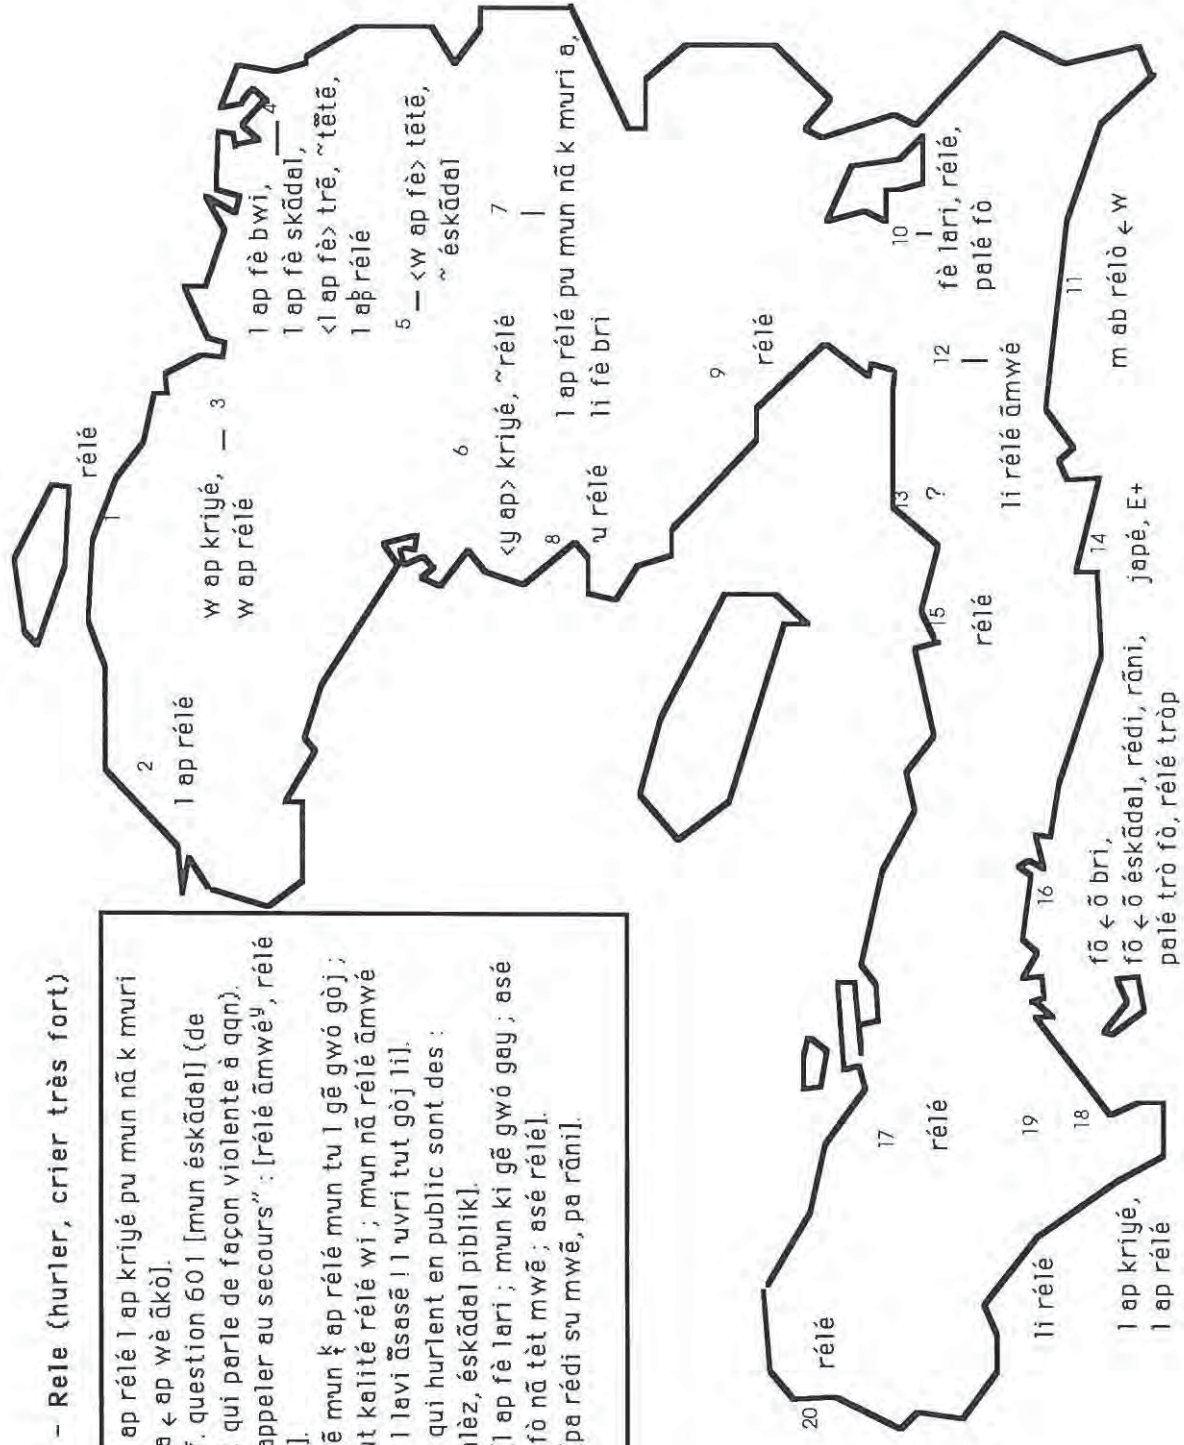 – Rele (hurler, crier très fort)
ap rélé l ap kriyé pu mun nã k muri
a ← ap wè ãkò].
question 601 [mun éskãdal] (de
qui parle de façon violente à qqn).
appeler au secours" : [rélé ãmwéʸ, rélé
].
mun k̬ ap rélé mun tu l gẽ gwó gòj ;
ut kalité rélé wi ; mun nã rélé ãmwé
l lavi ãsasẽ ! l uvri tut gòj li].
qui hurlent en public sont des :
alèz, éskãdal piblik].
l ap fè lari ; mun ki gẽ gwó gay ; asé
fò nã tèt mwẽ ; asé rélé].
pa rédi su mwẽ, pa rãni].
1
rélé
2
l ap rélé
3
w ap kriyé,
w ap rélé
4
l ap fè bwi,
l ap fè skãdal,
<l ap fè> trẽ, ~tẽtẽ,
l ap rélé
5
<w ap fè> tẽtẽ,
~ éskãdal
6
<y ap> kriyé, ~rélé
7
l ap rélé pu mun nã k muri a,
li fè bri
8
'u rélé
9
rélé
10
fè lari, rélé,
palé fò
11
m ab rélò ← w
12
li rélé ãmwé
13
?
14
japé, E+
15
rélé
16
fõ ← õ bri,
fõ ← õ éskãdal, rédi, rãni,
palé trò fò, rélé tròp
17
rélé
18
l ap kriyé,
l ap rélé
19
li rélé
20
rélé